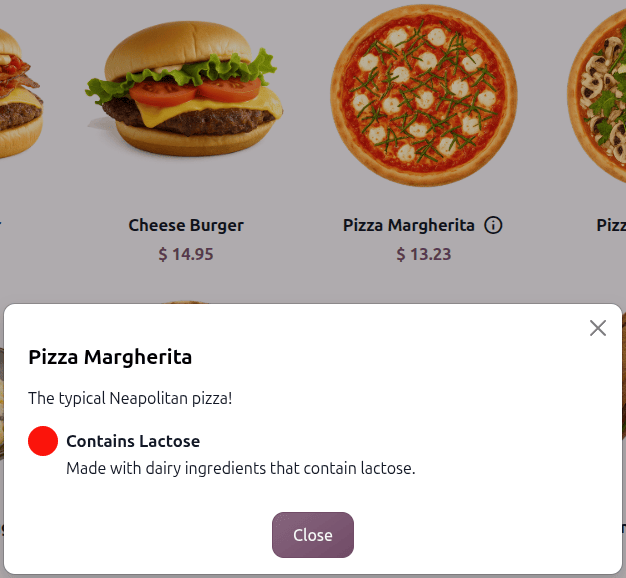 Cheese Burger
Pizza Margherita
$ 14.95
$ 13.23
Pizza Margherita
The typical Neapolitan pizza!
Contains Lactose
Made with dairy ingredients that contain lactose.
Close